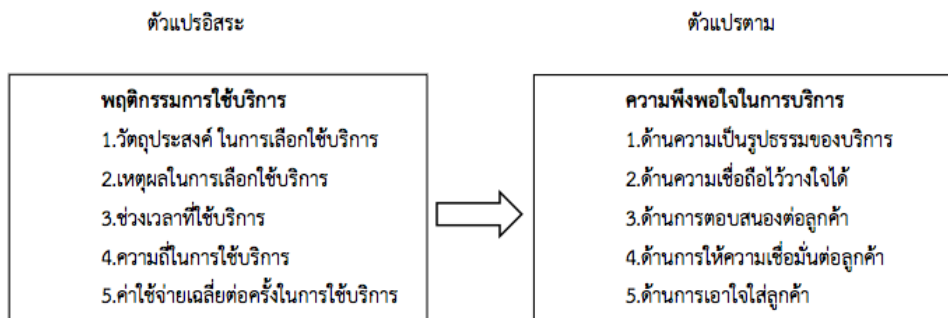 ตัวแปรอิสระ
ตัวแปรตาม
พฤติกรรมการใช้บริการ
1.วัตถุประสงค์ ในการเลือกใช้บริการ
2.เหตุผลในการเลือกใช้บริการ
3.ช่วงเวลาที่ใช้บริการ
4.ความถี่ในการใช้บริการ
5.ค่าใช้จ่ายเฉลี่ยต่อครั้งในการใช้บริการ
ความพึงพอใจในการบริการ
1.ด้านความเป็นรูปธรรมของบริการ
2.ด้านความเชื่อถือไว้วางใจได้
3.ด้านการตอบสนองต่อลูกค้า
4.ด้านการให้ความเชื่อมั่นต่อลูกค้า
5.ด้านการเอาใจใส่ลูกค้า